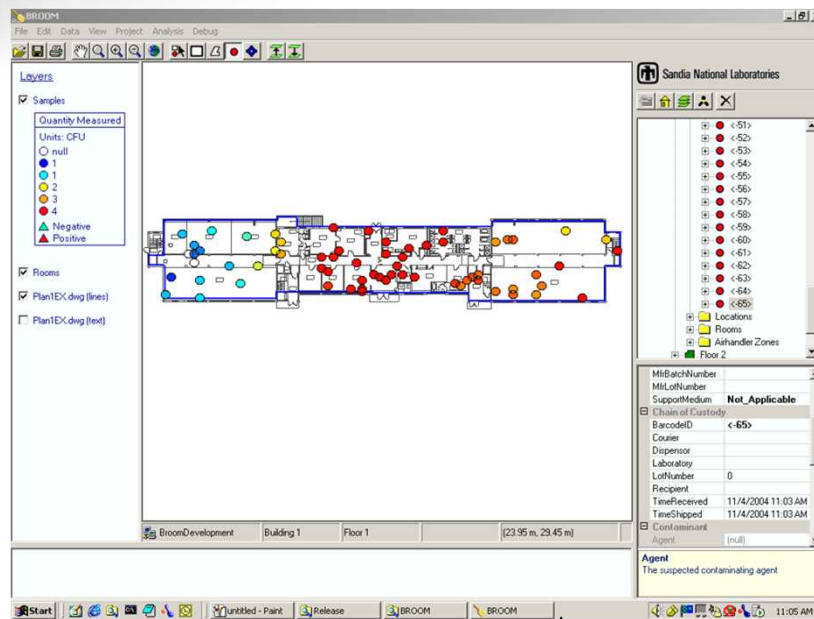 BROOM
File Edit Data View Project Analysis Debug
Layers
Samples
Quantity Measured
Units: CFU
null
1
1
2
3
4
Negative
Positive
Rooms
Plan1EX.dwg (lines)
Plan1EX.dwg (text)
Sandia National Laboratories
<-51>
<-52>
<-53>
<-54>
<-55>
<-56>
<-57>
<-58>
<-59>
<-60>
<-61>
<-62>
<-63>
<-64>
<-65>
Locations
Rooms
Airhandler Zones
Floor 2
MfrBatchNumber
MfrLotNumber
SupportMedium Not_Applicable
Chain of Custody
BarcodeID <-65>
Courier
Dispensor
Laboratory
LotNumber 0
Recipient
TimeReceived 11/4/2004 11:03 AM
TimeShipped 11/4/2004 11:03 AM
Contaminant
Agent (null)
Agent
The suspected contaminating agent
BroomDevelopment Building 1 Floor 1 (23.95 m, 29.45 m)
Start untitled - Paint Release BROOM BROOM 11:05 AM